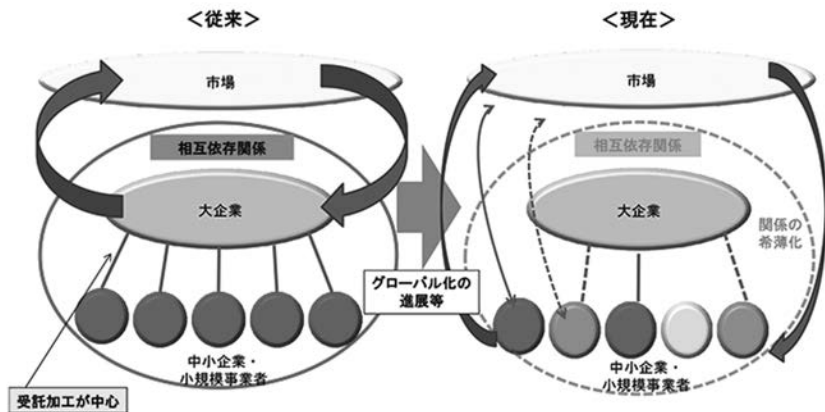 <従来>
市場
相互依存関係
大企業
中小企業・
小規模事業者
受託加工が中心
グローバル化の
進展等
<現在>
市場
相互依存関係
大企業
関係の
希薄化
中小企業・
小規模事業者